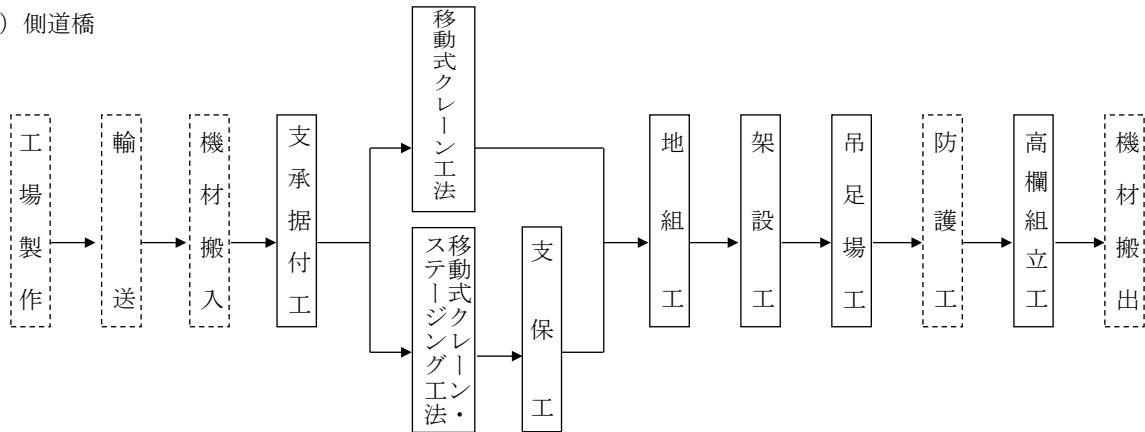 ）側道橋
工場製作
輸送
機材搬入
支承据付工
移動式クレーン工法
移動式クレーン・
ステージング工法
支保工
地組工
架設工
吊足場工
防護工
高欄組立工
機材搬出